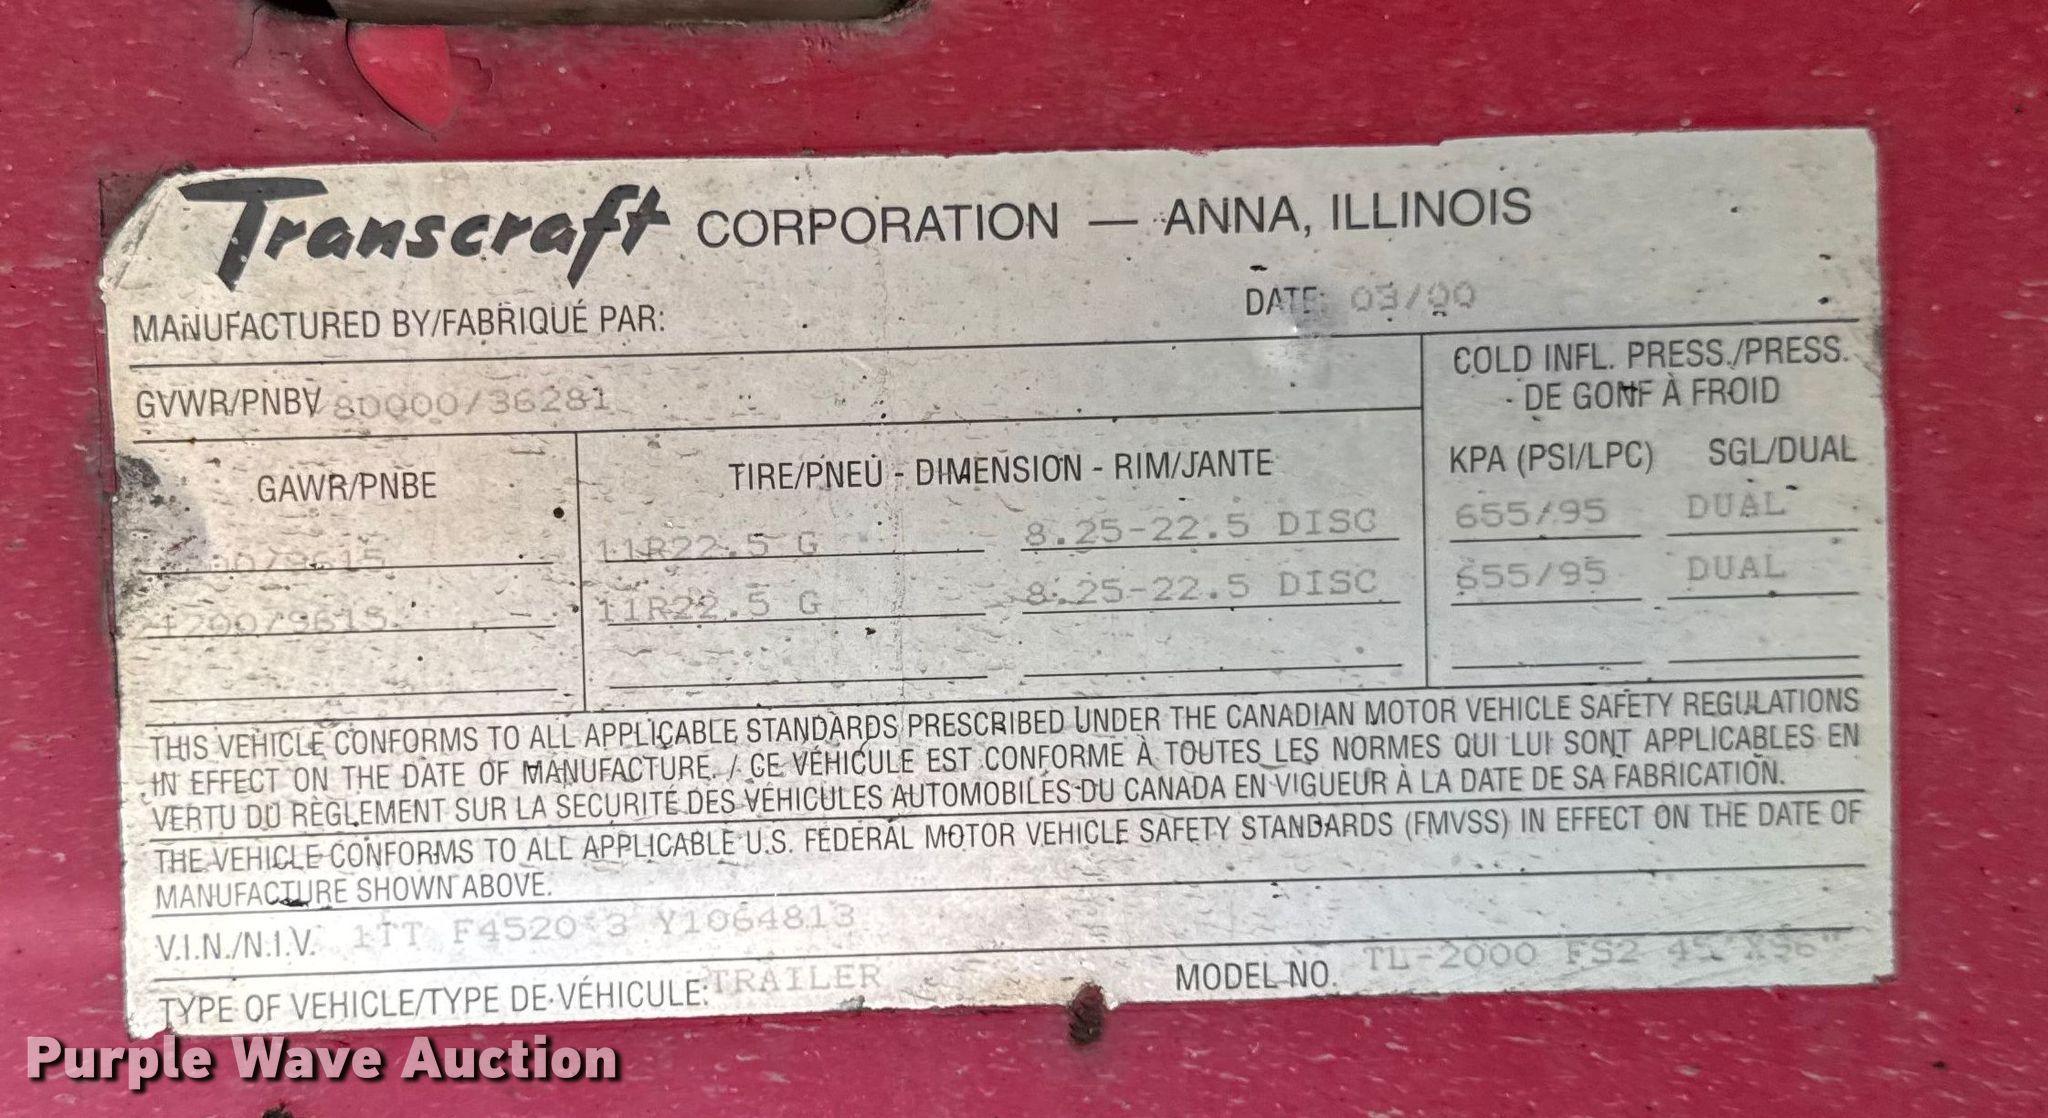 Transcraft CORPORATION — ANNA, ILLINOIS
MANUFACTURED BY/FABRIQUÉ PAR: DATE: 03/00
GVWR/PNBV 80000/36281
COLD INFL. PRESS./PRESS.
DE GONF À FROID
GAWR/PNBE TIRE/PNEU - DIMENSION - RIM/JANTE KPA (PSI/LPC) SGL/DUAL
11R22.5 G 8.25-22.5 DISC 655/95 DUAL
21200/9615 11R22.5 G 8.25-22.5 DISC 655/95 DUAL
THIS VEHICLE CONFORMS TO ALL APPLICABLE STANDARDS PRESCRIBED UNDER THE CANADIAN MOTOR VEHICLE SAFETY REGULATIONS
IN EFFECT ON THE DATE OF MANUFACTURE. / CE VÉHICULE EST CONFORME À TOUTES LES NORMES QUI LUI SONT APPLICABLES EN
VERTU DU RÈGLEMENT SUR LA SECURITÉ DES VÉHICULES AUTOMOBILES DU CANADA EN VIGUEUR À LA DATE DE SA FABRICATION.
THE VEHICLE CONFORMS TO ALL APPLICABLE U.S. FEDERAL MOTOR VEHICLE SAFETY STANDARDS (FMVSS) IN EFFECT ON THE DATE OF
MANUFACTURE SHOWN ABOVE.
V.I.N./N.I.V. 1TT F4520 3 Y1064813
TYPE OF VEHICLE/TYPE DE VÉHICULE: TRAILER MODEL NO. TL-2000 FS2 45'X96"
Purple Wave Auction